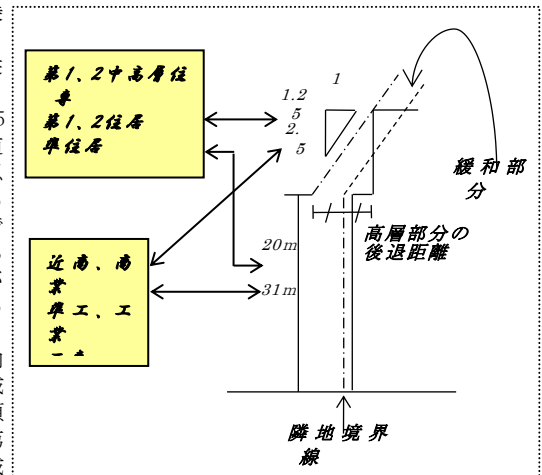 第1、2中高層住
専
第1、2住居
準住居
近商、商
業
準工、工
業
1
1.2
5
2.
5
緩和部
分
高層部分の
後退距離
20m
31m
隣地境界
線